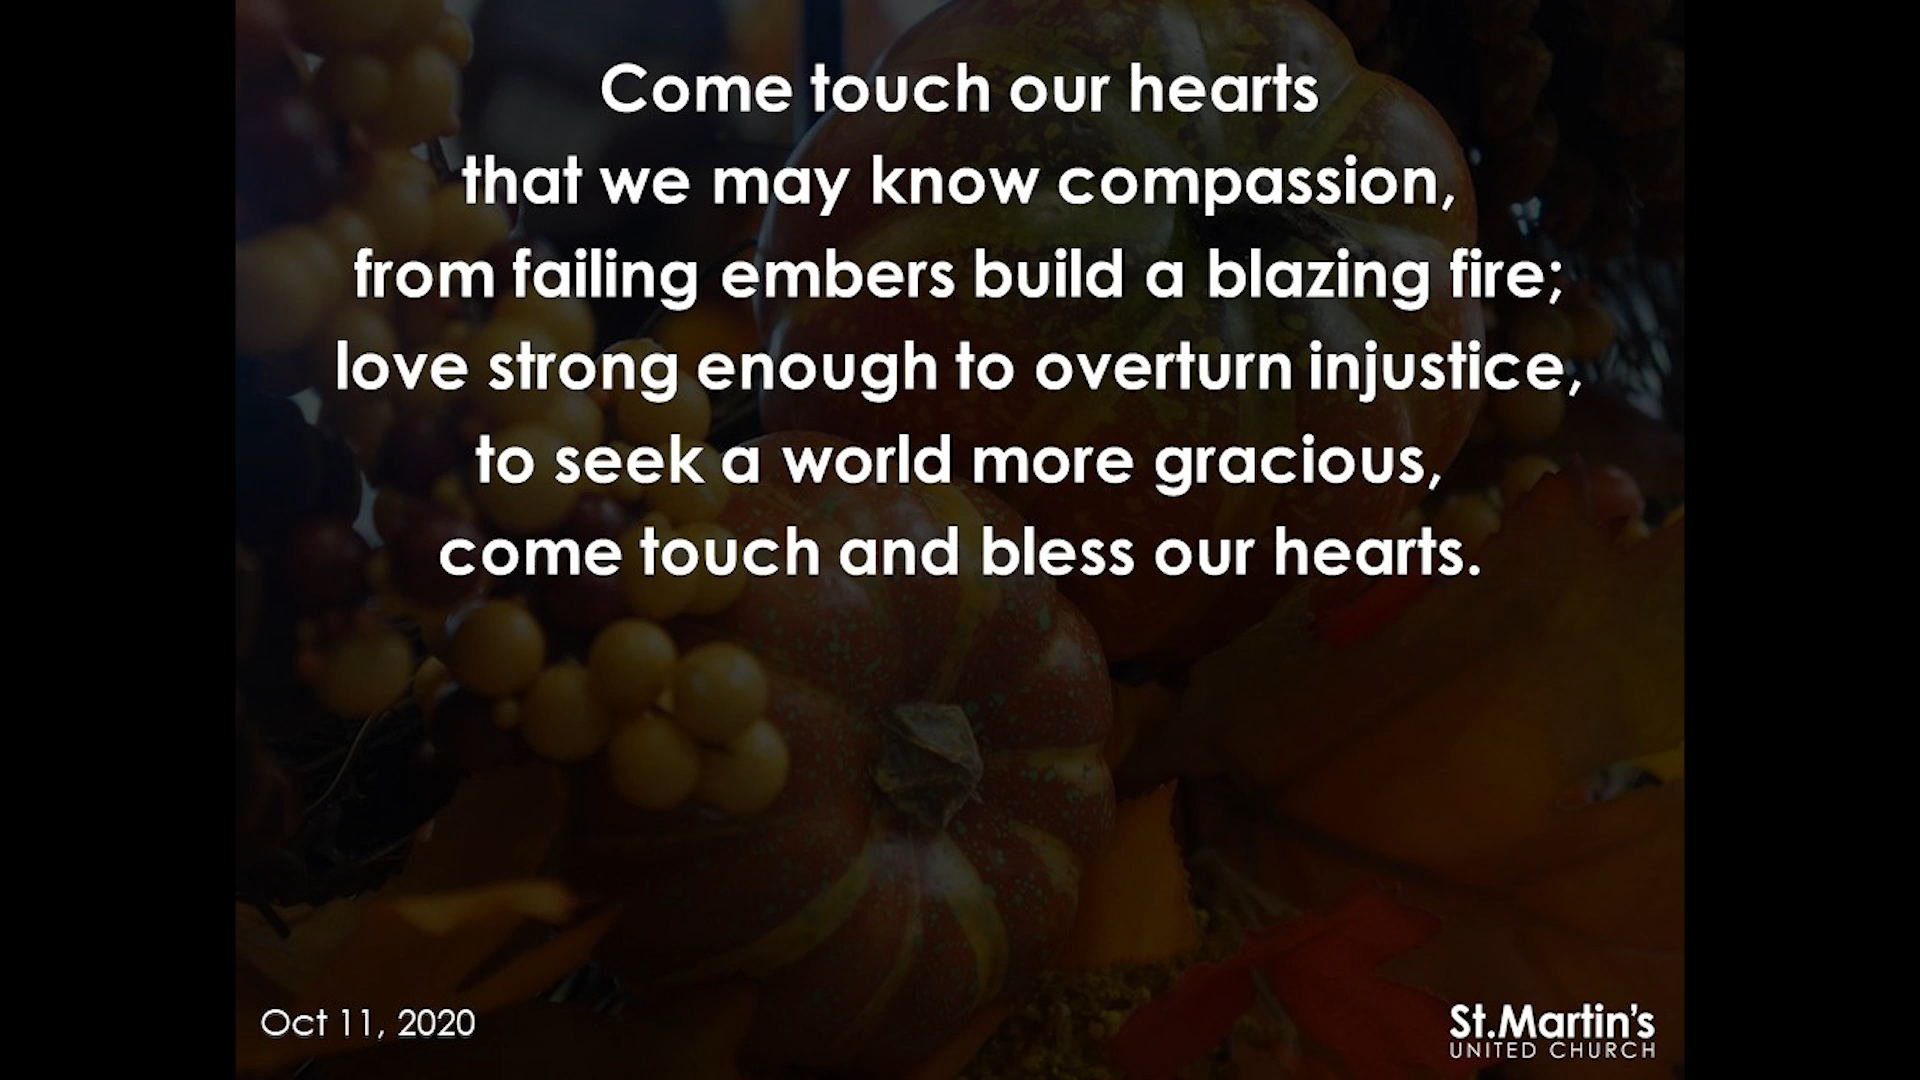 Come touch our hearts
that we may know compassion,
from failing embers build a blazing fire;
love strong enough to overturn injustice,
to seek a world more gracious,
come touch and bless our hearts.
Oct 11, 2020
St.Martin's
UNITED CHURCH